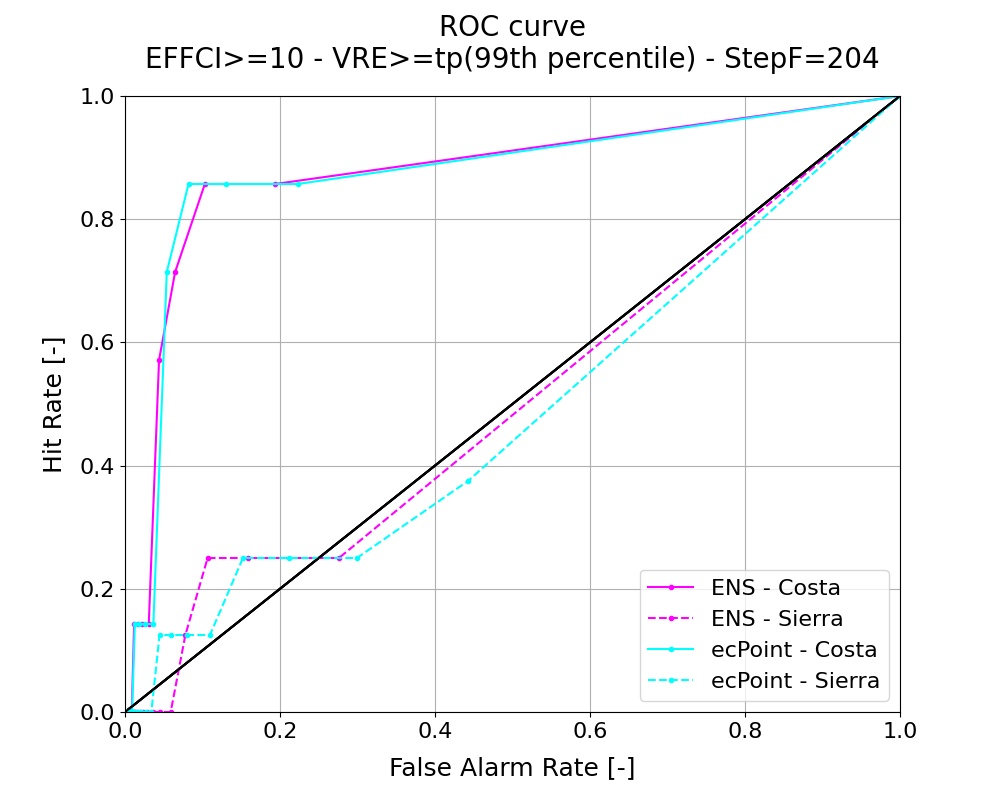 ROC curve
EFFCI>=10 - VRE>=tp(99th percentile) - StepF=204
1.0
0.8
0.6
0.4
0.2
0.0
Hit Rate [-]
0.0 0.2 0.4 0.6 0.8 1.0
False Alarm Rate [-]
ENS - Costa
ENS - Sierra
ecPoint - Costa
ecPoint - Sierra